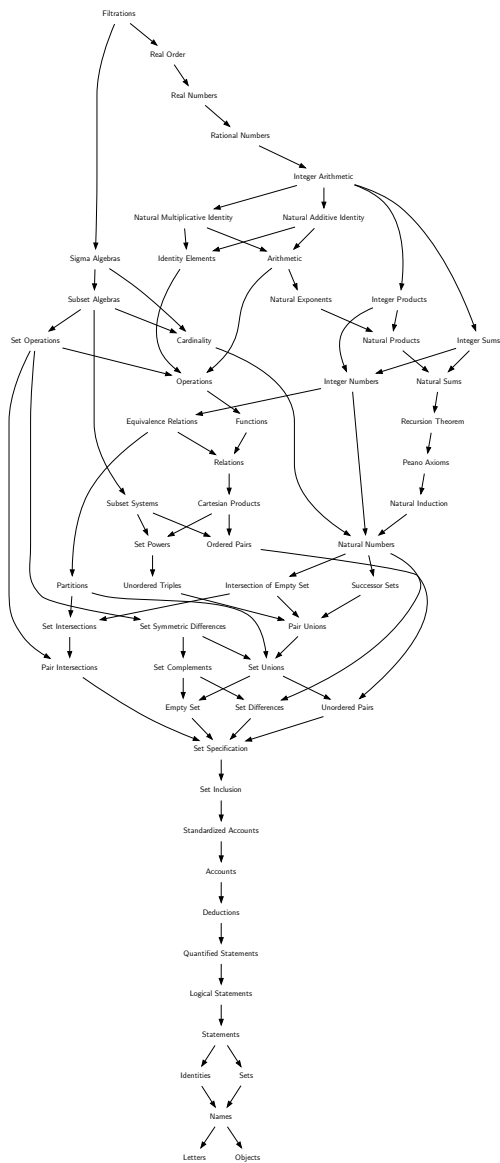 Filtrations
Real Order
Real Numbers
Rational Numbers
Integer Arithmetic
Natural Multiplicative Identity
Natural Additive Identity
Sigma Algebras
Identity Elements
Arithmetic
Subset Algebras
Natural Exponents
Integer Products
Set Operations
Cardinality
Natural Products
Integer Sums
Operations
Integer Numbers
Natural Sums
Equivalence Relations
Functions
Recursion Theorem
Relations
Peano Axioms
Subset Systems
Cartesian Products
Natural Induction
Set Powers
Ordered Pairs
Natural Numbers
Partitions
Unordered Triples
Intersection of Empty Set
Successor Sets
Set Intersections
Set Symmetric Differences
Pair Unions
Pair Intersections
Set Complements
Set Unions
Empty Set
Set Differences
Unordered Pairs
Set Specification
Set Inclusion
Standardized Accounts
Accounts
Deductions
Quantified Statements
Logical Statements
Statements
Identities
Sets
Names
Letters
Objects